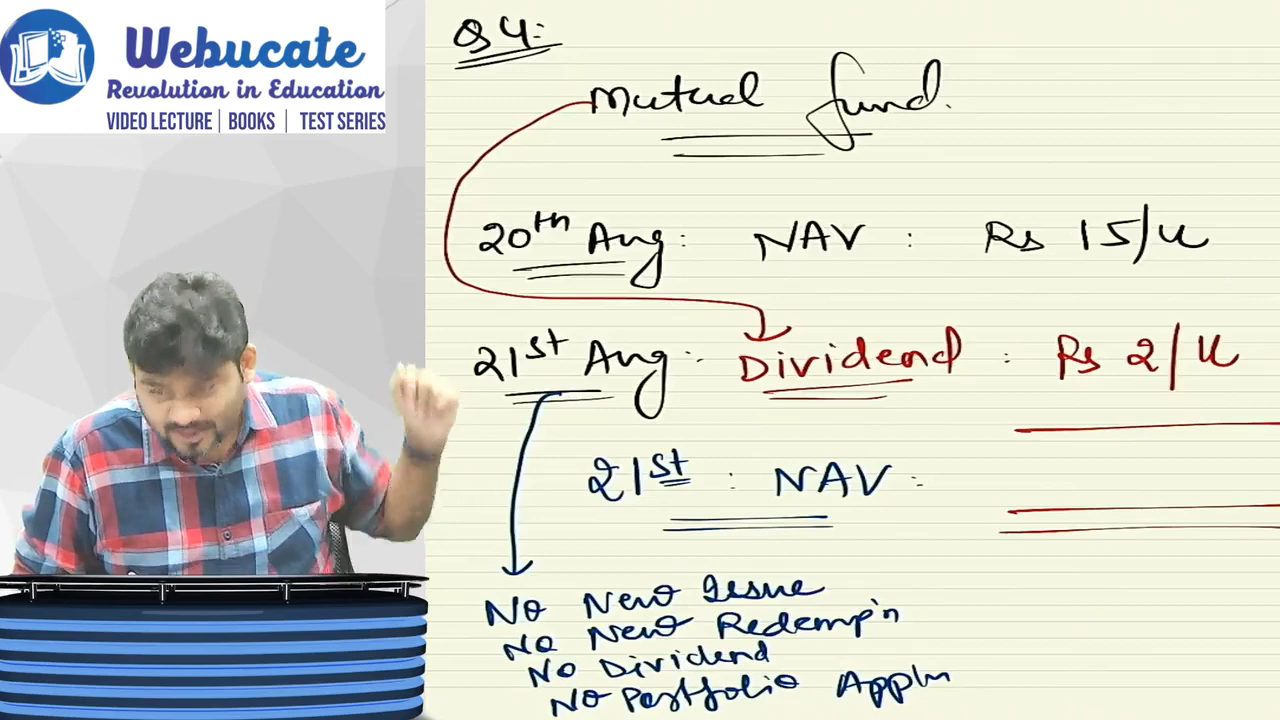 Webucate
Revolution in Education
VIDEO LECTURE | BOOKS | TEST SERIES
Q4:
Mutual fund.
20th Aug: NAV : Rs 15/u
21st Aug: Dividend : Rs 2/u
21st : NAV :
No New Issue
No New Redemp'n
No Dividend
No Portfolio Appln